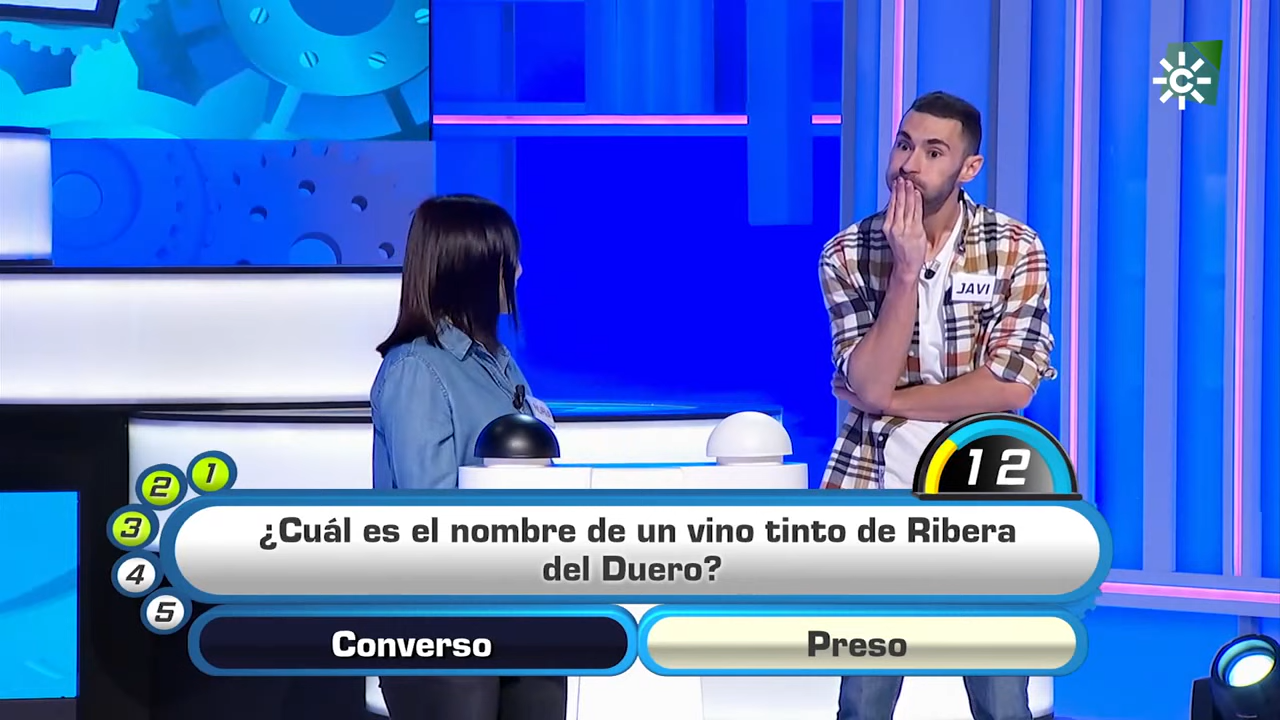 JAVI
12
1
2
3
4
5
¿Cuál es el nombre de un vino tinto de Ribera
del Duero?
Converso
Preso